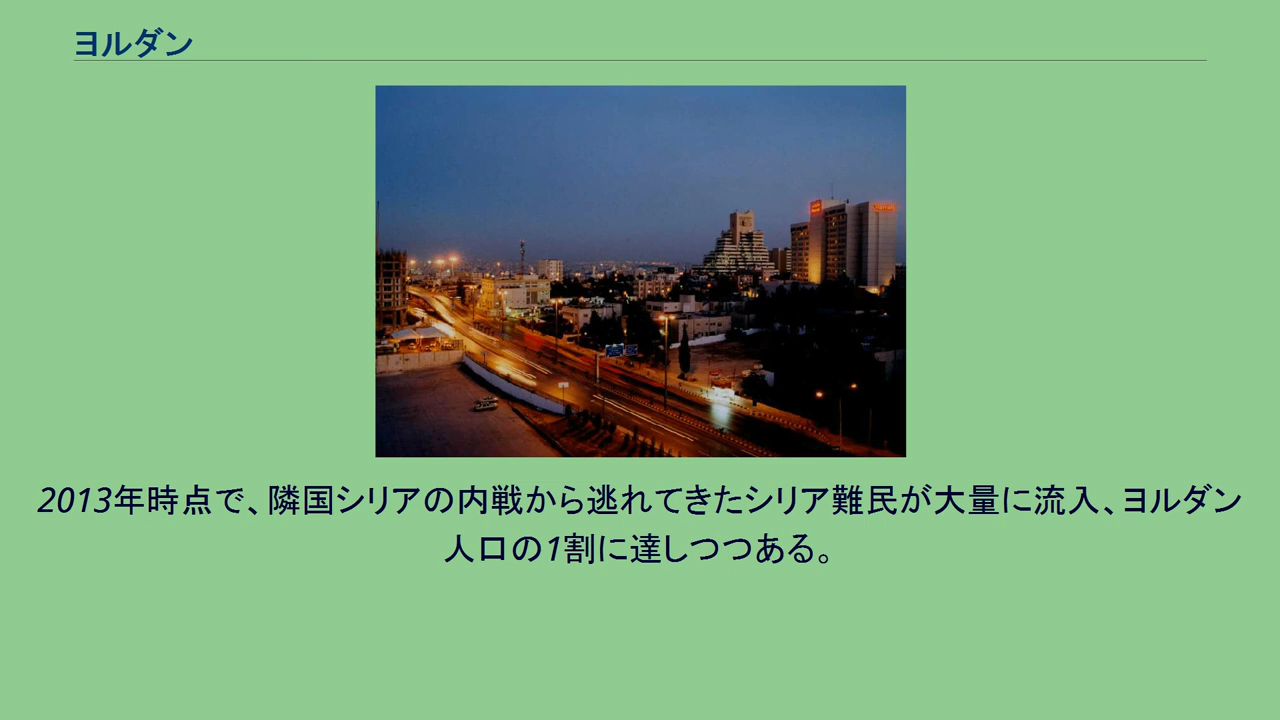 ヨルダン
2013年時点で、隣国シリアの内戦から逃れてきたシリア難民が大量に流入、ヨルダン
人口の1割に達しつつある。